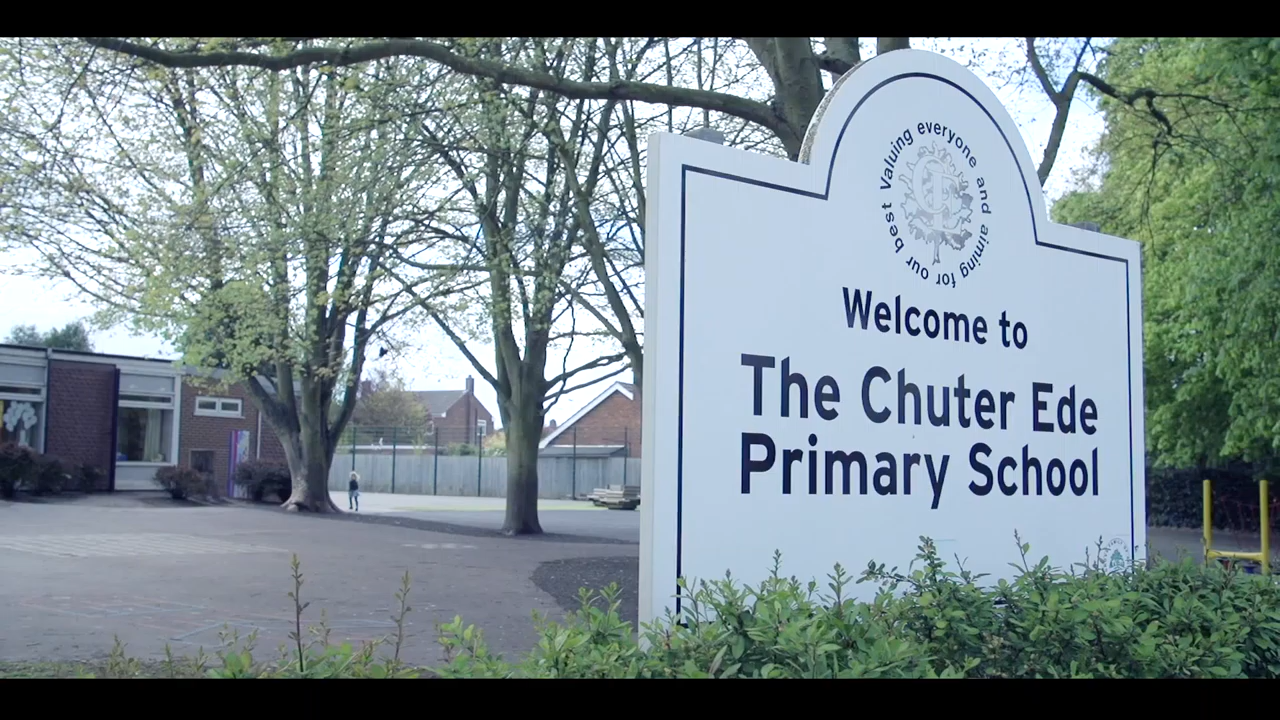 Valuing everyone and aiming for our best
Welcome to
The Chuter Ede
Primary School